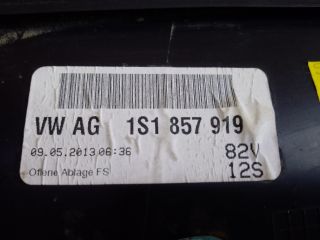 VW AG 1S1 857 919
09.05.2013 06:36 82V
Offene Ablage FS 12S